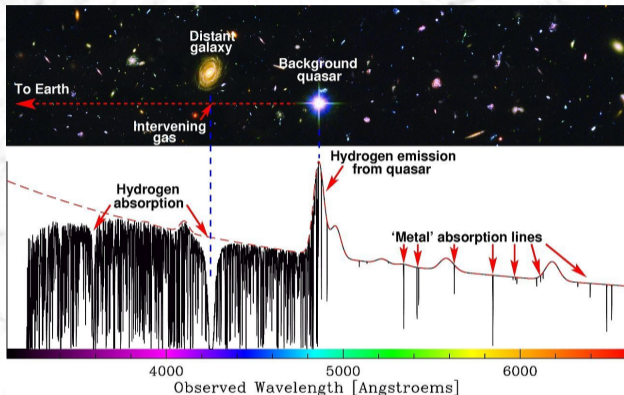 Distant
galaxy
Background
quasar
To Earth
Intervening
gas
Hydrogen emission
from quasar
Hydrogen
absorption
'Metal' absorption lines
4000
5000
6000
Observed Wavelength [Angstroems]